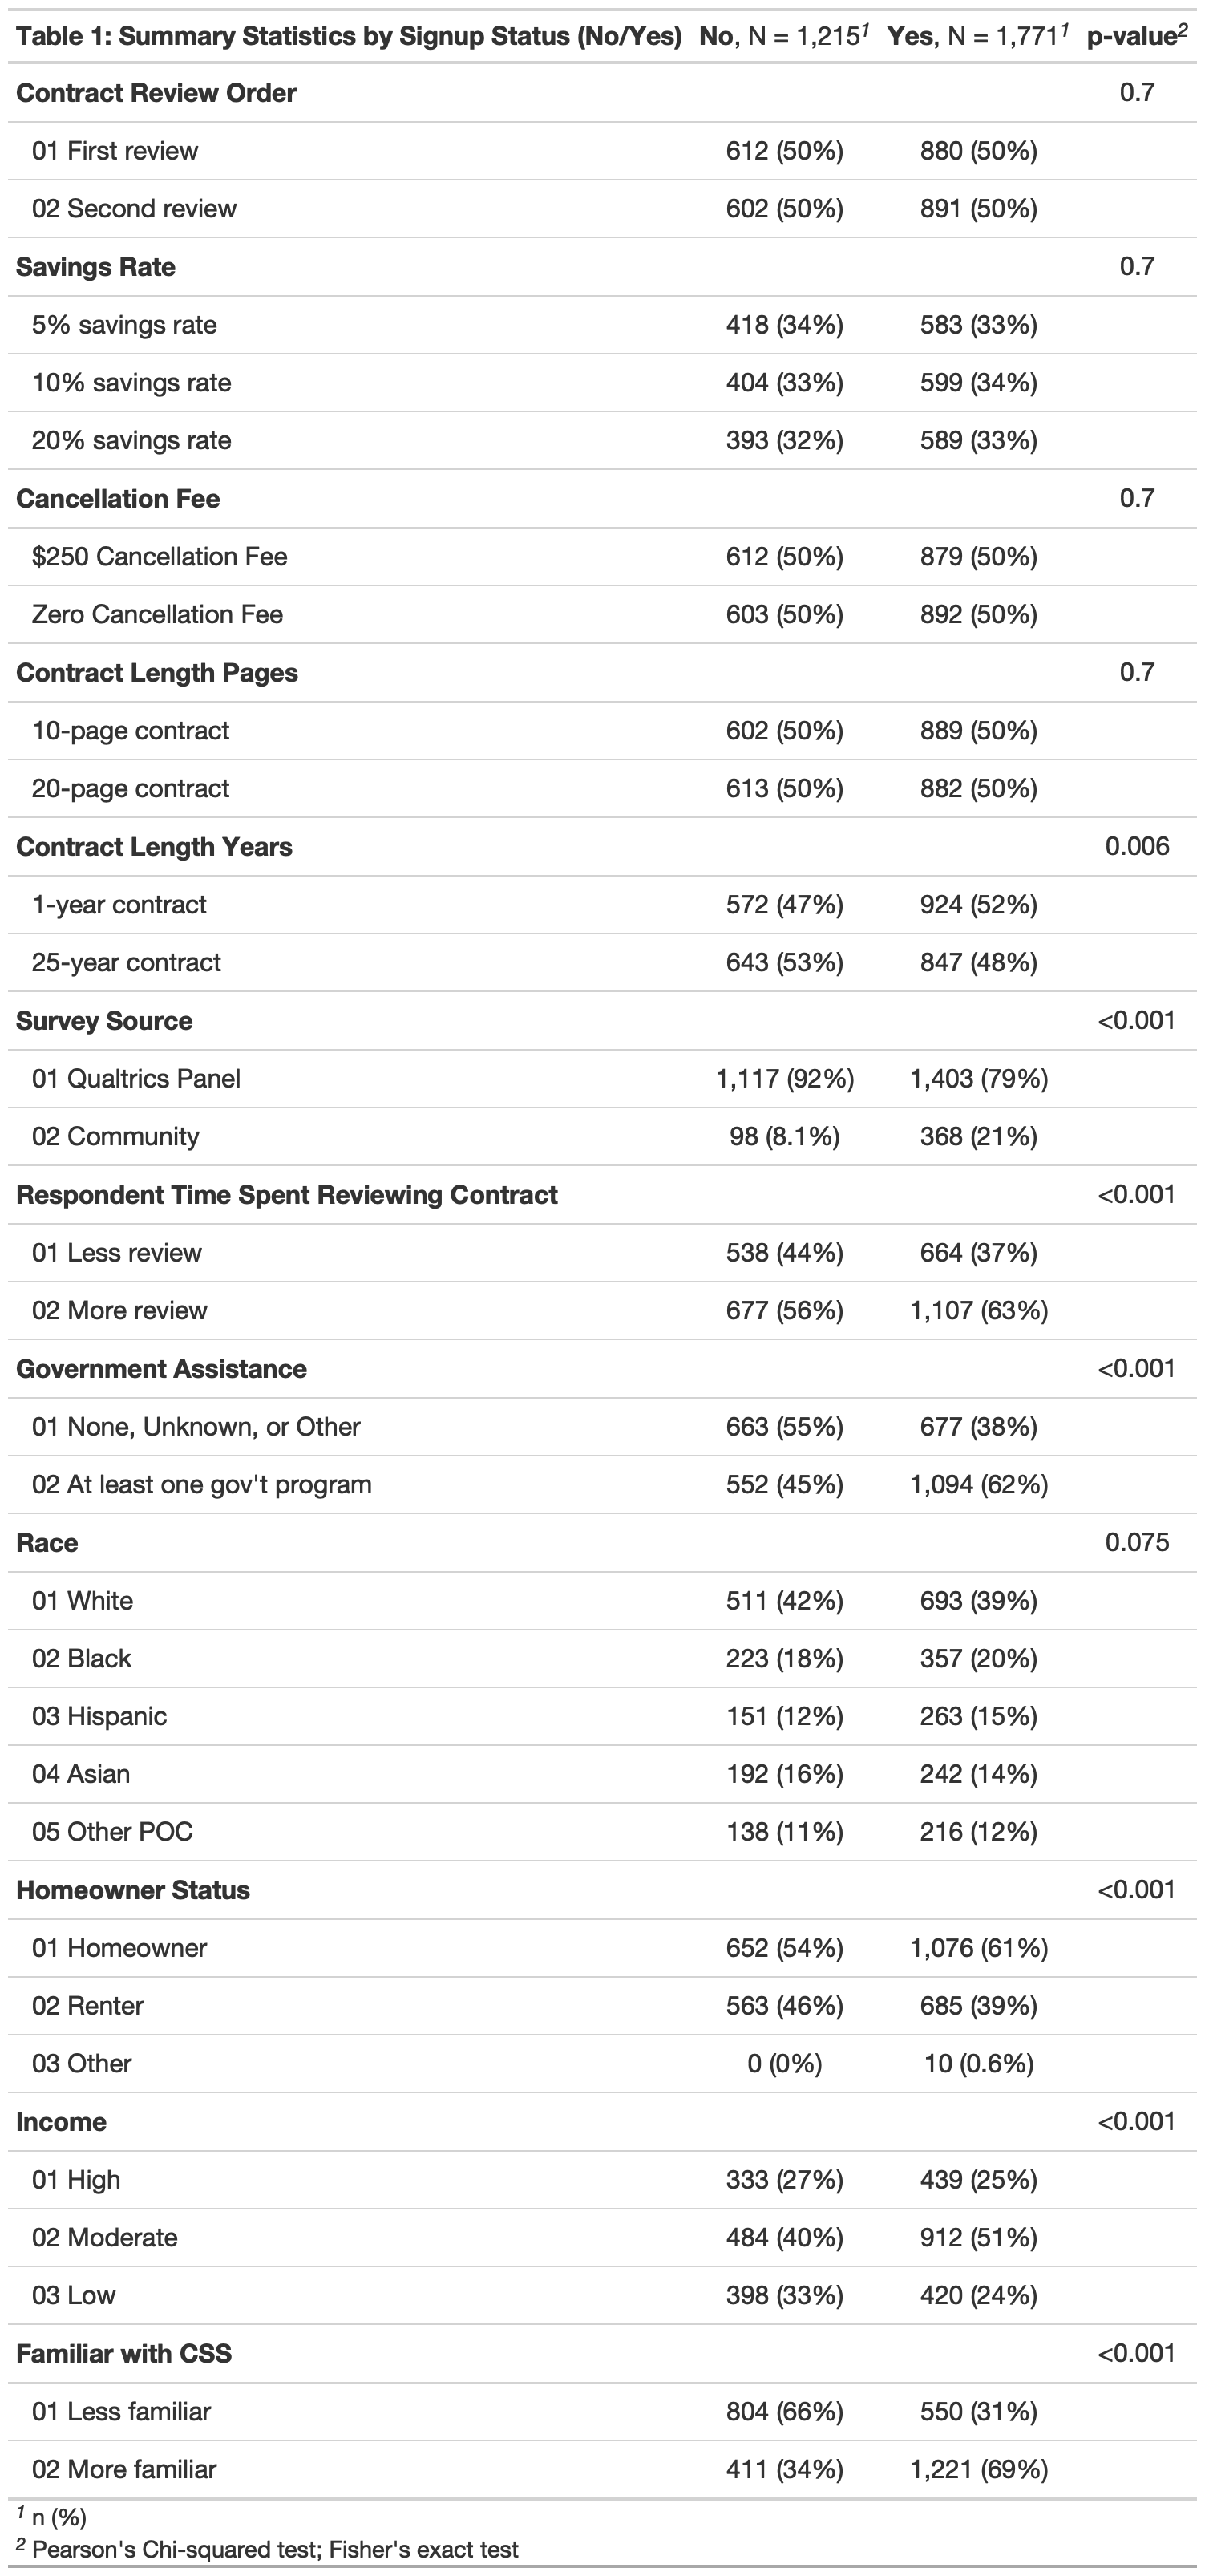 Table 1: Summary Statistics by Signup Status (No/Yes) No, N = 1,215¹ Yes, N = 1,771¹ p-value²
Contract Review Order 0.7
01 First review 612 (50%) 880 (50%)
02 Second review 602 (50%) 891 (50%)
Savings Rate 0.7
5% savings rate 418 (34%) 583 (33%)
10% savings rate 404 (33%) 599 (34%)
20% savings rate 393 (32%) 589 (33%)
Cancellation Fee 0.7
$250 Cancellation Fee 612 (50%) 879 (50%)
Zero Cancellation Fee 603 (50%) 892 (50%)
Contract Length Pages 0.7
10-page contract 602 (50%) 889 (50%)
20-page contract 613 (50%) 882 (50%)
Contract Length Years 0.006
1-year contract 572 (47%) 924 (52%)
25-year contract 643 (53%) 847 (48%)
Survey Source <0.001
01 Qualtrics Panel 1,117 (92%) 1,403 (79%)
02 Community 98 (8.1%) 368 (21%)
Respondent Time Spent Reviewing Contract <0.001
01 Less review 538 (44%) 664 (37%)
02 More review 677 (56%) 1,107 (63%)
Government Assistance <0.001
01 None, Unknown, or Other 663 (55%) 677 (38%)
02 At least one gov't program 552 (45%) 1,094 (62%)
Race 0.075
01 White 511 (42%) 693 (39%)
02 Black 223 (18%) 357 (20%)
03 Hispanic 151 (12%) 263 (15%)
04 Asian 192 (16%) 242 (14%)
05 Other POC 138 (11%) 216 (12%)
Homeowner Status <0.001
01 Homeowner 652 (54%) 1,076 (61%)
02 Renter 563 (46%) 685 (39%)
03 Other 0 (0%) 10 (0.6%)
Income <0.001
01 High 333 (27%) 439 (25%)
02 Moderate 484 (40%) 912 (51%)
03 Low 398 (33%) 420 (24%)
Familiar with CSS <0.001
01 Less familiar 804 (66%) 550 (31%)
02 More familiar 411 (34%) 1,221 (69%)
¹ n (%)
² Pearson's Chi-squared test; Fisher's exact test